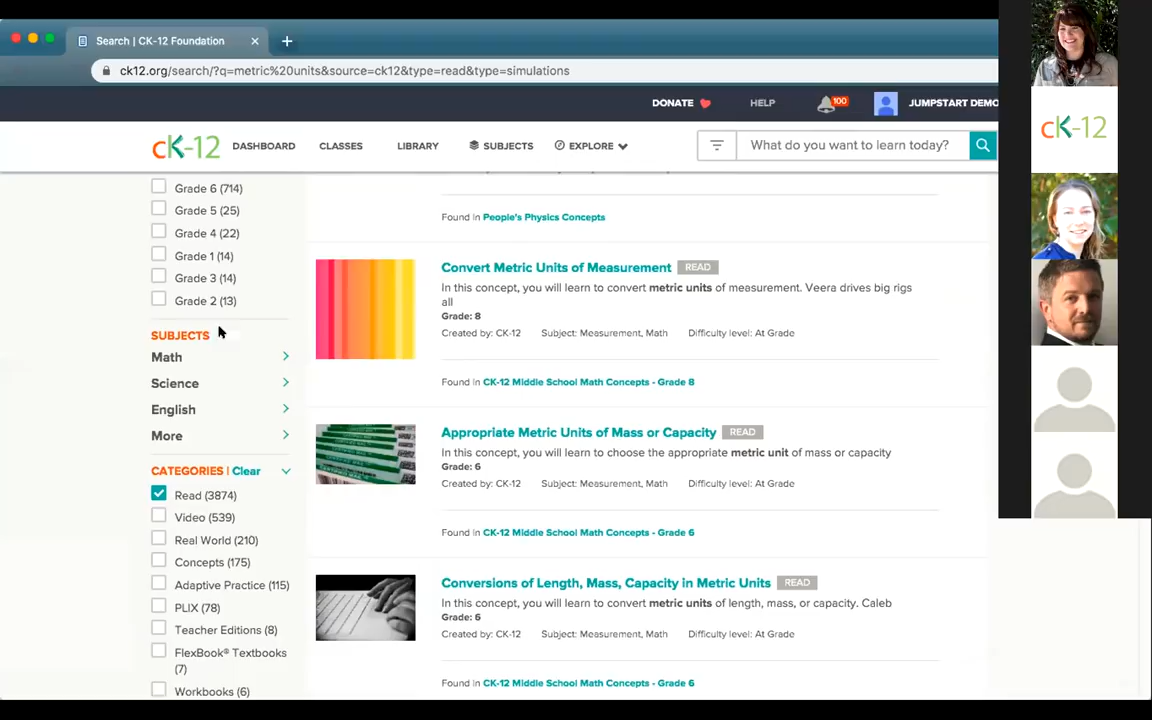 Search | CK-12 Foundation
ck12.org/search/?q=metric%20units&source=ck12&type=read&type=simulations
DONATE HELP 100 JUMPSTART DEMO
cK-12 DASHBOARD CLASSES LIBRARY SUBJECTS EXPLORE What do you want to learn today?
cK-12
Grade 6 (714)
Grade 5 (25)
Grade 4 (22)
Grade 1 (14)
Grade 3 (14)
Grade 2 (13)
SUBJECTS
Math
Science
English
More
CATEGORIES | Clear
Read (3874)
Video (539)
Real World (210)
Concepts (175)
Adaptive Practice (115)
PLIX (78)
Teacher Editions (8)
FlexBook® Textbooks
(7)
Workbooks (6)
Found in People's Physics Concepts
Convert Metric Units of Measurement READ
In this concept, you will learn to convert metric units of measurement. Veera drives big rigs
all
Grade: 8
Created by: CK-12 Subject: Measurement, Math Difficulty level: At Grade
Found in CK-12 Middle School Math Concepts - Grade 8
Appropriate Metric Units of Mass or Capacity READ
In this concept, you will learn to choose the appropriate metric unit of mass or capacity
Grade: 6
Created by: CK-12 Subject: Measurement, Math Difficulty level: At Grade
Found in CK-12 Middle School Math Concepts - Grade 6
Conversions of Length, Mass, Capacity in Metric Units READ
In this concept, you will learn to convert metric units of length, mass, or capacity. Caleb
Grade: 6
Created by: CK-12 Subject: Measurement, Math Difficulty level: At Grade
Found in CK-12 Middle School Math Concepts - Grade 6